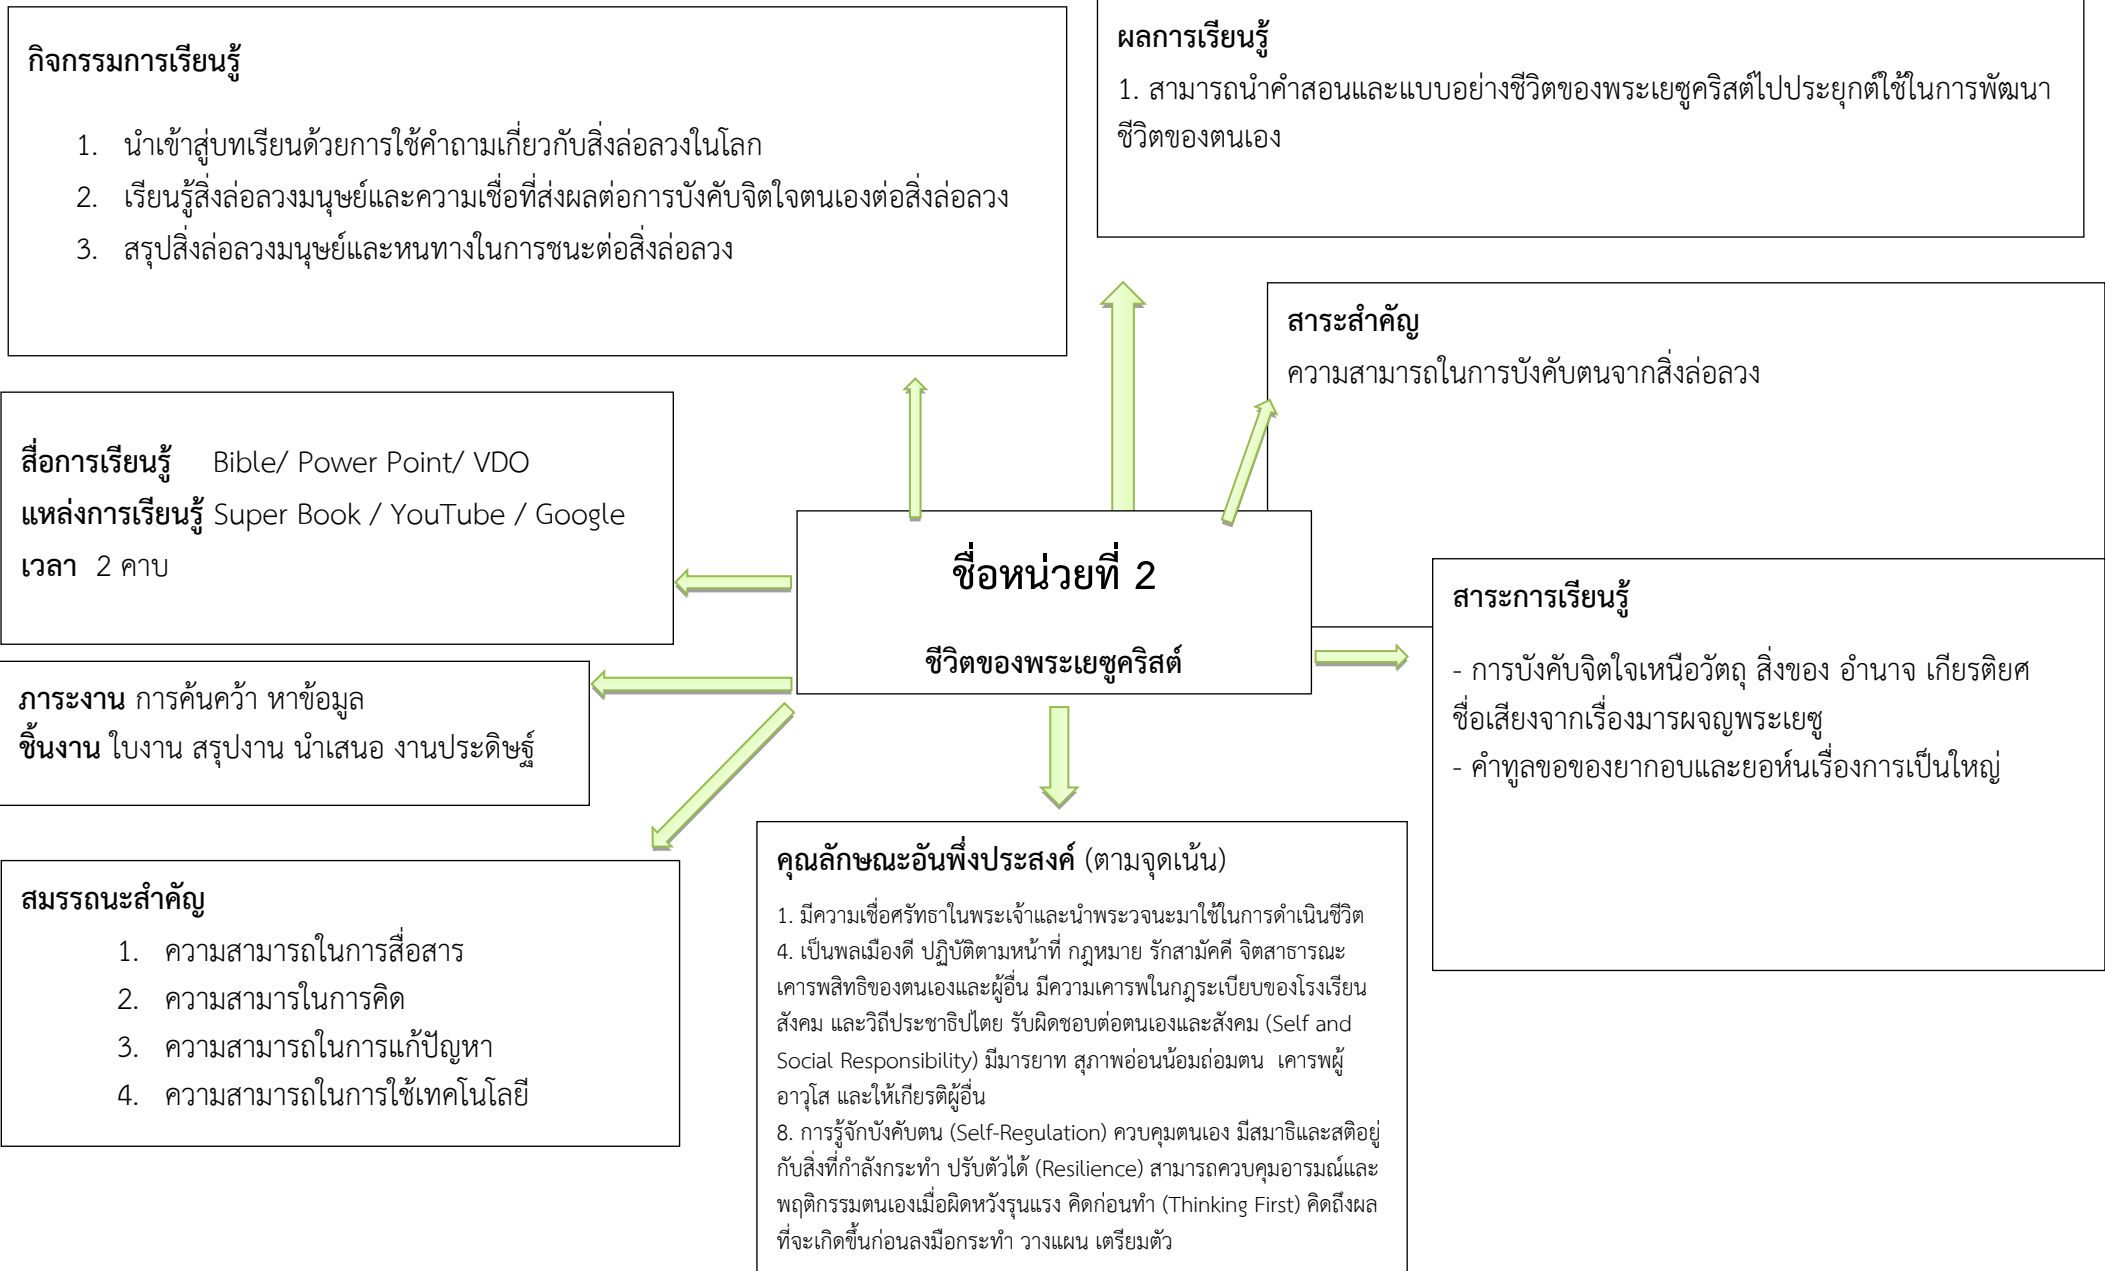 กิจกรรมการเรียนรู้
1. นำเข้าสู่บทเรียนด้วยการใช้คำถามเกี่ยวกับสิ่งล่อลวงในโลก
2. เรียนรู้สิ่งล่อลวงมนุษย์และความเชื่อที่ส่งผลต่อการบังคับจิตใจตนเองต่อสิ่งล่อลวง
3. สรุปสิ่งล่อลวงมนุษย์และหนทางในการชนะต่อสิ่งล่อลวง
ผลการเรียนรู้
1. สามารถนำคำสอนและแบบอย่างชีวิตของพระเยซูคริสต์ไปประยุกต์ใช้ในการพัฒนา
ชีวิตของตนเอง
สาระสำคัญ
ความสามารถในการบังคับตนจากสิ่งล่อลวง
สื่อการเรียนรู้ Bible/ Power Point/ VDO
แหล่งการเรียนรู้ Super Book / YouTube / Google
เวลา 2 คาบ
ชื่อหน่วยที่ 2
ชีวิตของพระเยซูคริสต์
สาระการเรียนรู้
- การบังคับจิตใจเหนือวัตถุ สิ่งของ อำนาจ เกียรติยศ
ชื่อเสียงจากเรื่องมารผจญพระเยซู
- คำทูลขอของยากอบและยอห์นเรื่องการเป็นใหญ่
ภาระงาน การค้นคว้า หาข้อมูล
ชิ้นงาน ใบงาน สรุปงาน นำเสนอ งานประดิษฐ์
สมรรถนะสำคัญ
1. ความสามารถในการสื่อสาร
2. ความสามารในการคิด
3. ความสามารถในการแก้ปัญหา
4. ความสามารถในการใช้เทคโนโลยี
คุณลักษณะอันพึ่งประสงค์ (ตามจุดเน้น)
1. มีความเชื่อศรัทธาในพระเจ้าและนำพระวจนะมาใช้ในการดำเนินชีวิต
4. เป็นพลเมืองดี ปฏิบัติตามหน้าที่ กฎหมาย รักสามัคคี จิตสาธารณะ
เคารพสิทธิของตนเองและผู้อื่น มีความเคารพในกฎระเบียบของโรงเรียน
สังคม และวิถีประชาธิปไตย รับผิดชอบต่อตนเองและสังคม (Self and
Social Responsibility) มีมารยาท สุภาพอ่อนน้อมถ่อมตน เคารพผู้
อาวุโส และให้เกียรติผู้อื่น
8. การรู้จักบังคับตน (Self-Regulation) ควบคุมตนเอง มีสมาธิและสติอยู่
กับสิ่งที่กำลังกระทำ ปรับตัวได้ (Resilience) สามารถควบคุมอารมณ์และ
พฤติกรรมตนเองเมื่อผิดหวังรุนแรง คิดก่อนทำ (Thinking First) คิดถึงผล
ที่จะเกิดขึ้นก่อนลงมือกระทำ วางแผน เตรียมตัว